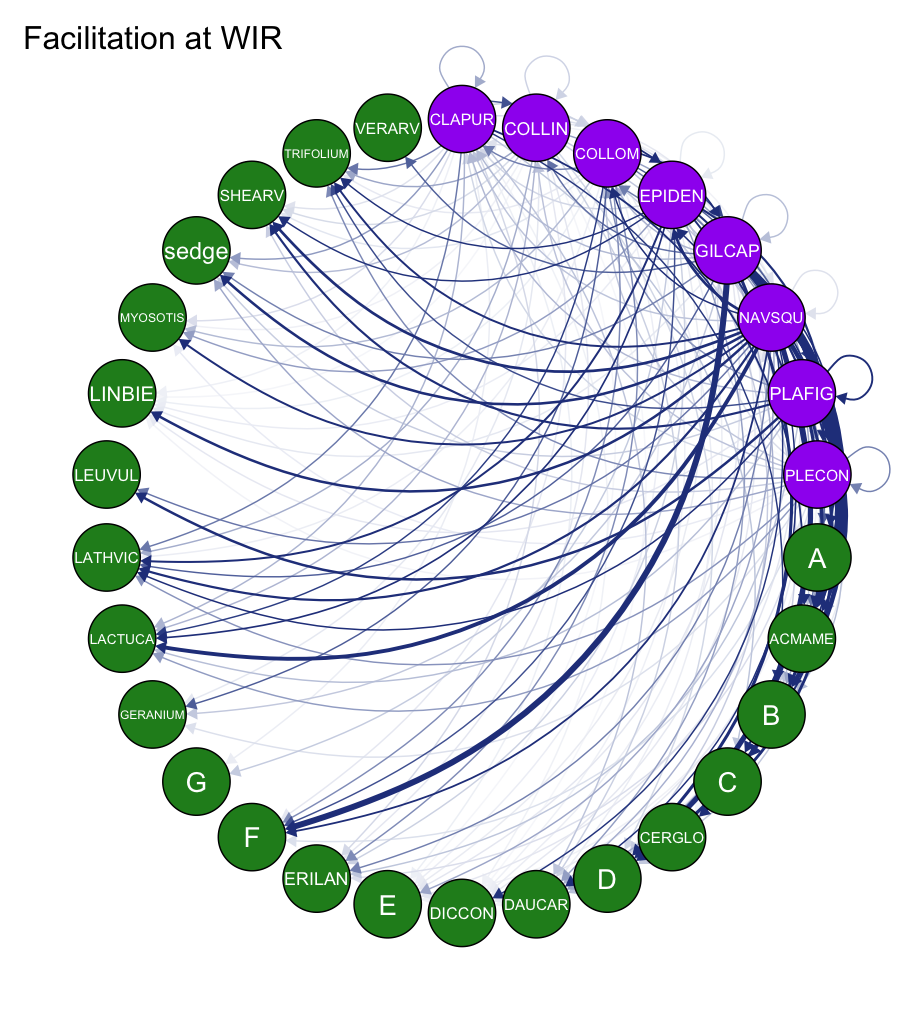 Facilitation at WIR
CLAPUR
COLLIN
COLLOM
EPIDEN
GILCAP
NAVSQU
PLAFIG
PLECON
A
ACMAME
B
C
CERGLO
D
DAUCAR
DICCON
E
ERILAN
F
G
GERANIUM
LACTUCA
LATHVIC
LEUVUL
LINBIE
MYOSOTIS
sedge
SHEARV
TRIFOLIUM
VERARV